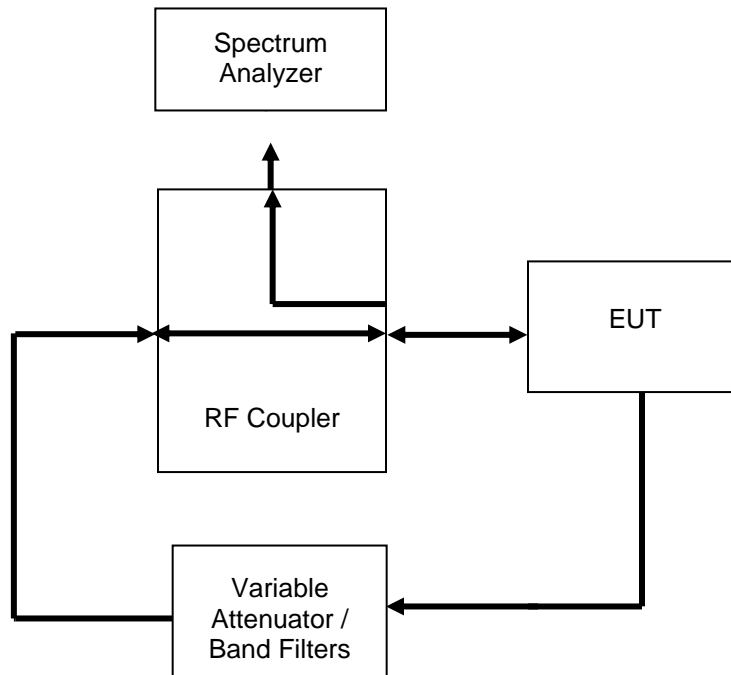 Spectrum
Analyzer
EUT
RF Coupler
Variable
Attenuator /
Band Filters